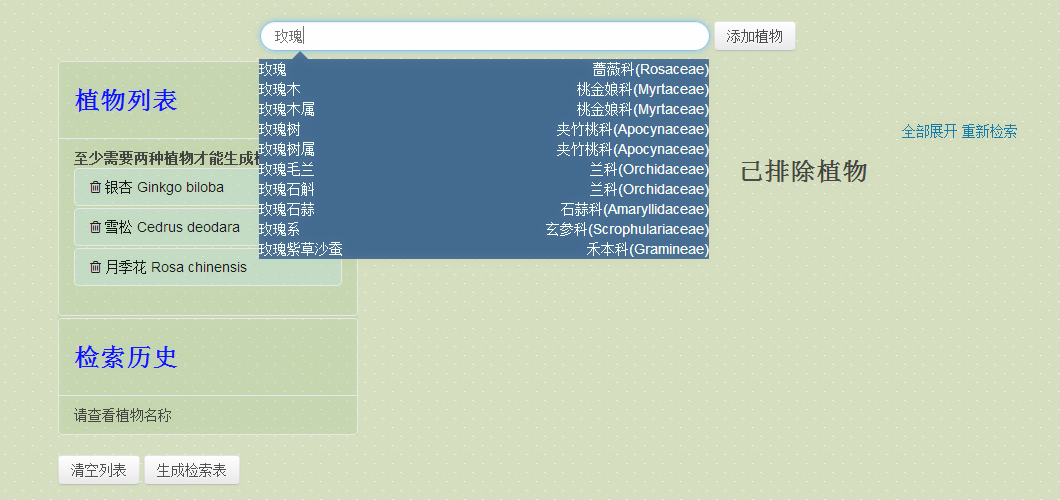 玫瑰
添加植物
玫瑰 蔷薇科(Rosaceae)
玫瑰木 桃金娘科(Myrtaceae)
玫瑰木属 桃金娘科(Myrtaceae)
玫瑰树 夹竹桃科(Apocynaceae)
玫瑰树属 夹竹桃科(Apocynaceae)
玫瑰毛兰 兰科(Orchidaceae)
玫瑰石斛 兰科(Orchidaceae)
玫瑰石蒜 石蒜科(Amaryllidaceae)
玫瑰系 玄参科(Scrophulariaceae)
玫瑰紫草沙蚕 禾本科(Gramineae)
植物列表
至少需要两种植物才能生成
银杏 Ginkgo biloba
雪松 Cedrus deodara
月季花 Rosa chinensis
全部展开 重新检索
已排除植物
检索历史
请查看植物名称
清空列表 生成检索表